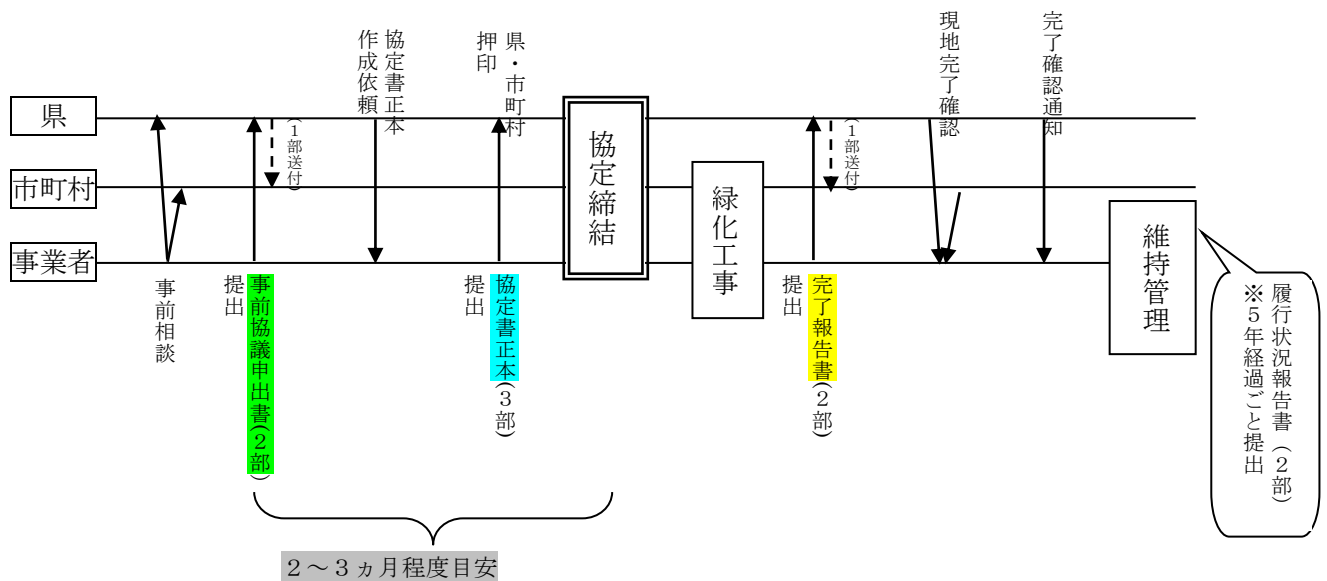 県
市町村
事業者
事前相談
事前協議申出書(２部)
提出
(１部送付)
協定書正本
作成依頼
協定書正本(３部)
提出
県・市町村
押印
２～３ヵ月程度目安
協定締結
緑化工事
完了報告書(２部)
提出
(１部送付)
現地完了確認
完了確認通知
維持管理
履行状況報告書（２部）
※５年経過ごと提出